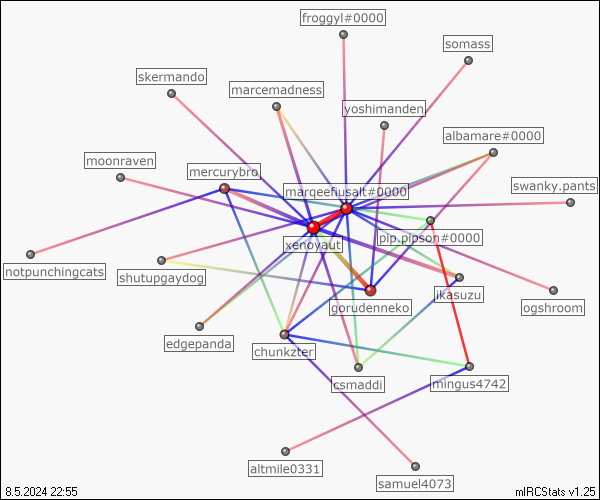 froggyl#0000
somass
skermando
marcemadness
yoshimanden
albamare#0000
moonraven
mercurybro
marqeefusalt#0000
swanky.pants
xenoyaut
pip.pipson#0000
notpunchingcats
shutupgaydog
ikasuzu
gorudenneko
ogshroom
edgepanda
chunkzter
csmaddi
mingus4742
altmile0331
samuel4073
8.5.2024 22:55
mIRCStats v1.25